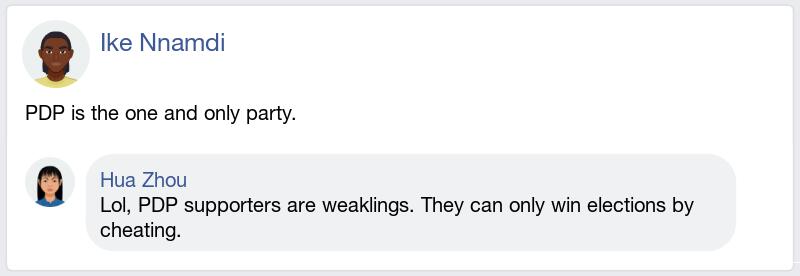 Ike Nnamdi
PDP is the one and only party.
Hua Zhou
Lol, PDP supporters are weaklings. They can only win elections by
cheating.